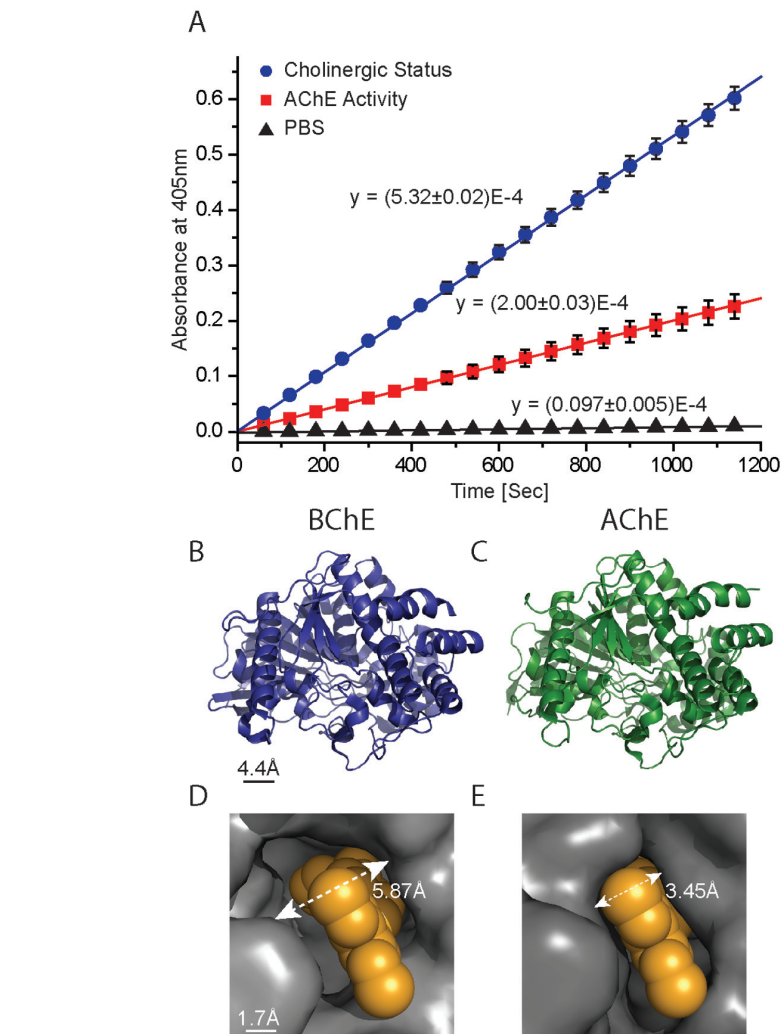 A
Cholinergic Status
AChE Activity
PBS
Absorbance at 405nm
0.6
0.5
0.4
0.3
0.2
0.1
0.0
y = (5.32±0.02)E-4
y = (2.00±0.03)E-4
y = (0.097±0.005)E-4
0 200 400 600 800 1000 1200
Time [Sec]
BChE AChE
B C
4.4Å
D E
5.87Å 3.45Å
1.7Å